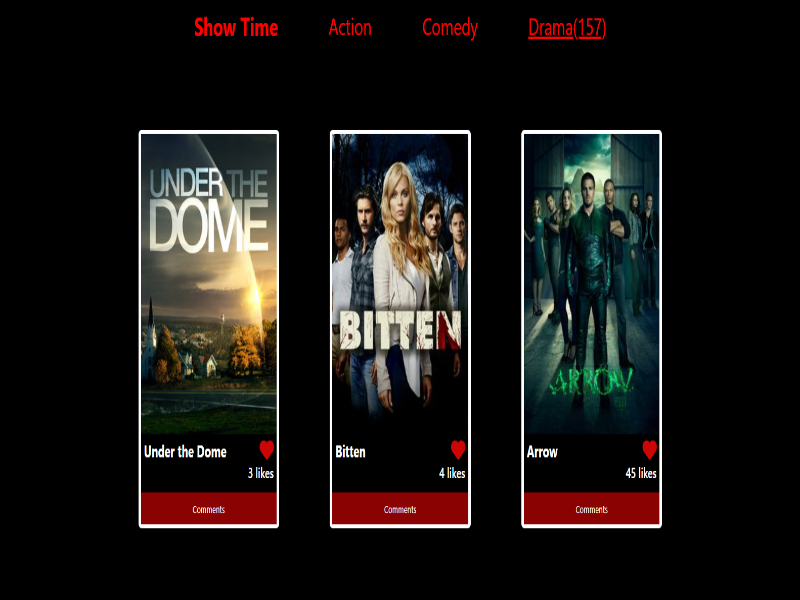 Show Time Action Comedy Drama(157)
UNDER THE
DOME
BITTEN
ARROW
Under the Dome
3 likes
Comments
Bitten
4 likes
Comments
Arrow
45 likes
Comments